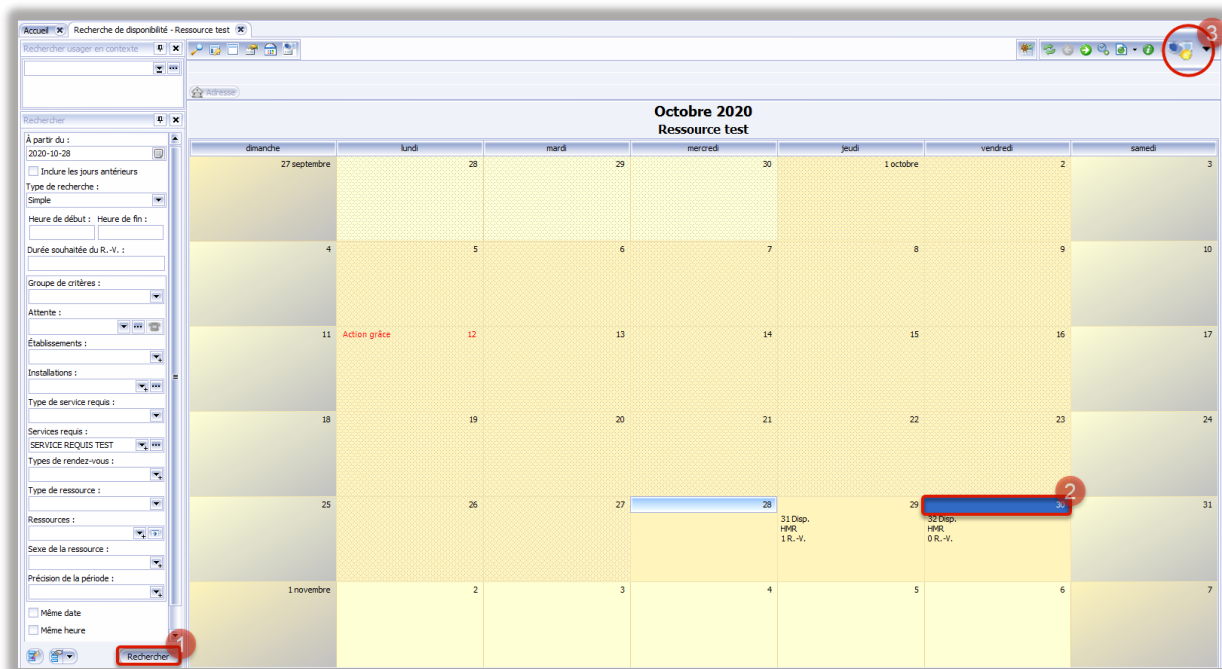 Accueil
Recherche de disponibilité - Ressource test
3
Rechercher usager en contexte
Adresse
Rechercher
À partir du :
2020-10-28
Inclure les jours antérieurs
Type de recherche :
Simple
Heure de début : Heure de fin :
Durée souhaitée du R.-V. :
Groupe de critères :
Attente :
Établissements :
Installations :
Type de service requis :
Services requis :
SERVICE REQUIS TEST
Types de rendez-vous :
Type de ressource :
Ressources :
Sexe de la ressource :
Précision de la période :
Même date
Même heure
1
Rechercher
Octobre 2020
Ressource test
dimanche lundi mardi mercredi jeudi vendredi samedi
27 septembre 28 29 30 1 octobre 2 3
4 5 6 7 8 9 10
11 Action grâce 12 13 14 15 16 17
18 19 20 21 22 23 24
2
25 26 27 28 29 30 31
31 Disp. 32 Disp.
HMR HMR
1 R.-V. 0 R.-V.
1 novembre 2 3 4 5 6 7